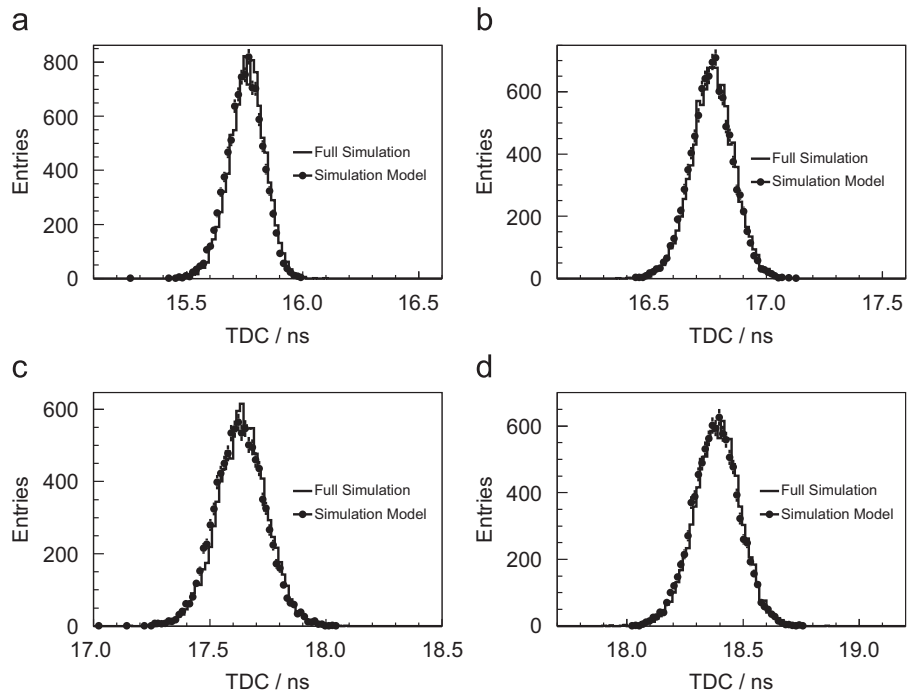 a
800
600
400
200
0
Entries
Full Simulation
Simulation Model
15.5 16.0 16.5
TDC / ns
b
600
400
200
0
Entries
Full Simulation
Simulation Model
16.5 17.0 17.5
TDC / ns
c
600
400
200
0
Entries
Full Simulation
Simulation Model
17.0 17.5 18.0 18.5
TDC / ns
d
600
400
200
0
Entries
Full Simulation
Simulation Model
18.0 18.5 19.0
TDC / ns